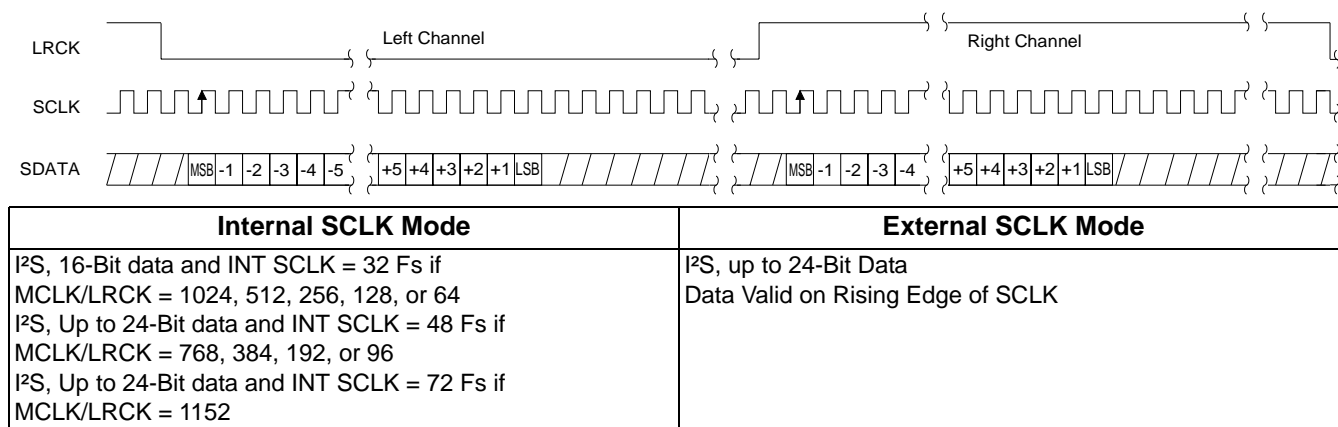 LRCK Left Channel Right Channel
SCLK
SDATA MSB -1 -2 -3 -4 -5 +5 +4 +3 +2 +1 LSB MSB -1 -2 -3 -4 +5 +4 +3 +2 +1 LSB
Internal SCLK Mode External SCLK Mode
I²S, 16-Bit data and INT SCLK = 32 Fs if
MCLK/LRCK = 1024, 512, 256, 128, or 64
I²S, Up to 24-Bit data and INT SCLK = 48 Fs if
MCLK/LRCK = 768, 384, 192, or 96
I²S, Up to 24-Bit data and INT SCLK = 72 Fs if
MCLK/LRCK = 1152
I²S, up to 24-Bit Data
Data Valid on Rising Edge of SCLK